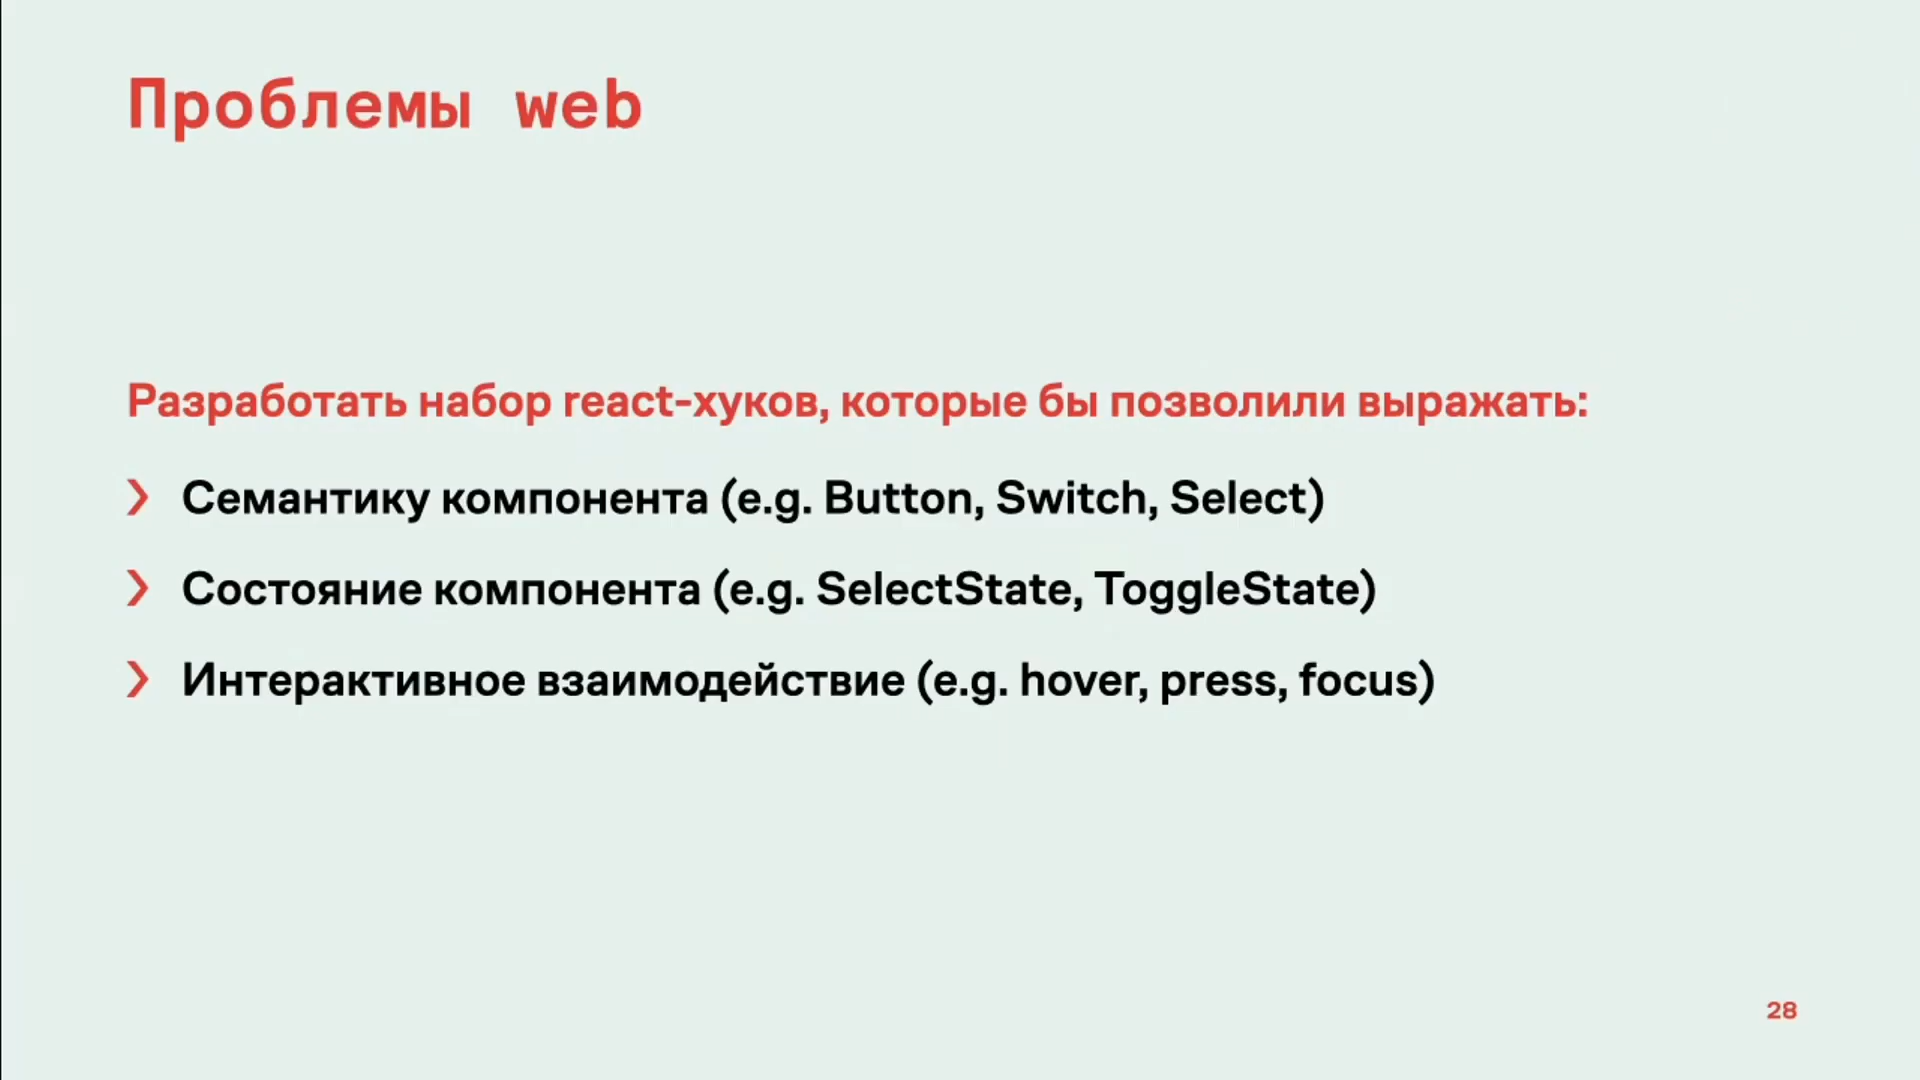 Проблемы web
Разработать набор react-хуков, которые бы позволили выражать:
Семантику компонента (e.g. Button, Switch, Select)
Состояние компонента (e.g. SelectState, ToggleState)
Интерактивное взаимодействие (e.g. hover, press, focus)
28